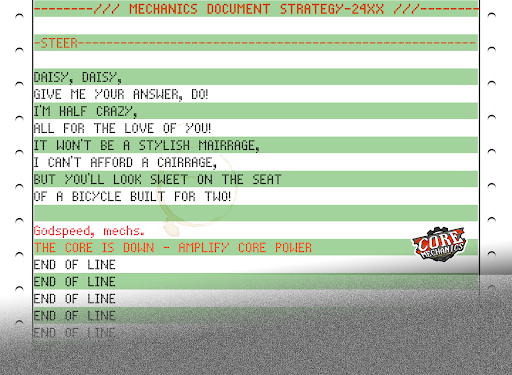 --------/// MECHANICS DOCUMENT STRATEGY-24XX ///--------
-STEER------------------------------------------------
DAISY, DAISY,
GIVE ME YOUR ANSWER, DO!
I'M HALF CRAZY,
ALL FOR THE LOVE OF YOU!
IT WON'T BE A STYLISH MAIRRAGE,
I CAN'T AFFORD A CAIRRAGE,
BUT YOU'LL LOOK SWEET ON THE SEAT
OF A BICYCLE BUILT FOR TWO!
Godspeed, mechs.
THE CORE IS DOWN - AMPLIFY CORE POWER
CORE
MECHANICS
END OF LINE
END OF LINE
END OF LINE
END OF LINE
END OF LINE